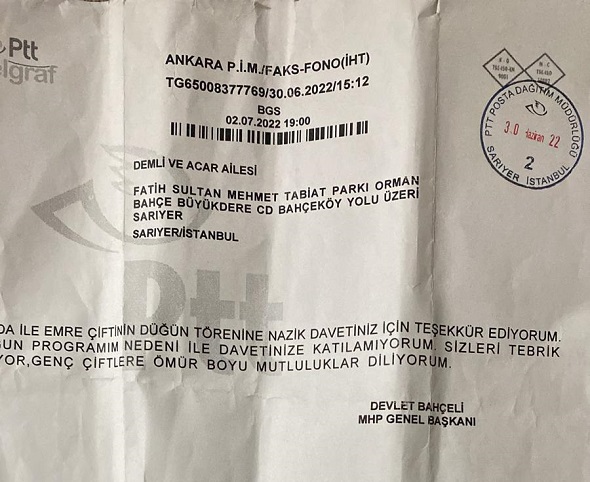 Ptt
elgraf
ANKARA P.İ.M./FAKS-FONO(İHT)
TG65008377769/30.06.2022/15:12
BGS
02.07.2022 19:00
PTT POSTA DAĞITIM MÜDÜRLÜĞÜ
30 Haziran 22
2
SARIYER İSTANBUL
DEMLİ VE ACAR AİLESİ
FATİH SULTAN MEHMET TABİAT PARKI ORMAN
BAHÇE BÜYÜKDERE CD BAHÇEKÖY YOLU ÜZERİ
SARIYER
SARIYER/İSTANBUL
Ptt
DA İLE EMRE ÇİFTİNİN DÜĞÜN TÖRENİNE NAZİK DAVETİNİZ İÇİN TEŞEKKÜR EDİYORUM.
ĞUN PROGRAMIM NEDENİ İLE DAVETİNİZE KATILAMIYORUM. SİZLERİ TEBRİK
YOR,GENÇ ÇİFTLERE ÖMÜR BOYU MUTLULUKLAR DİLİYORUM.
DEVLET BAHÇELİ
MHP GENEL BAŞKANI